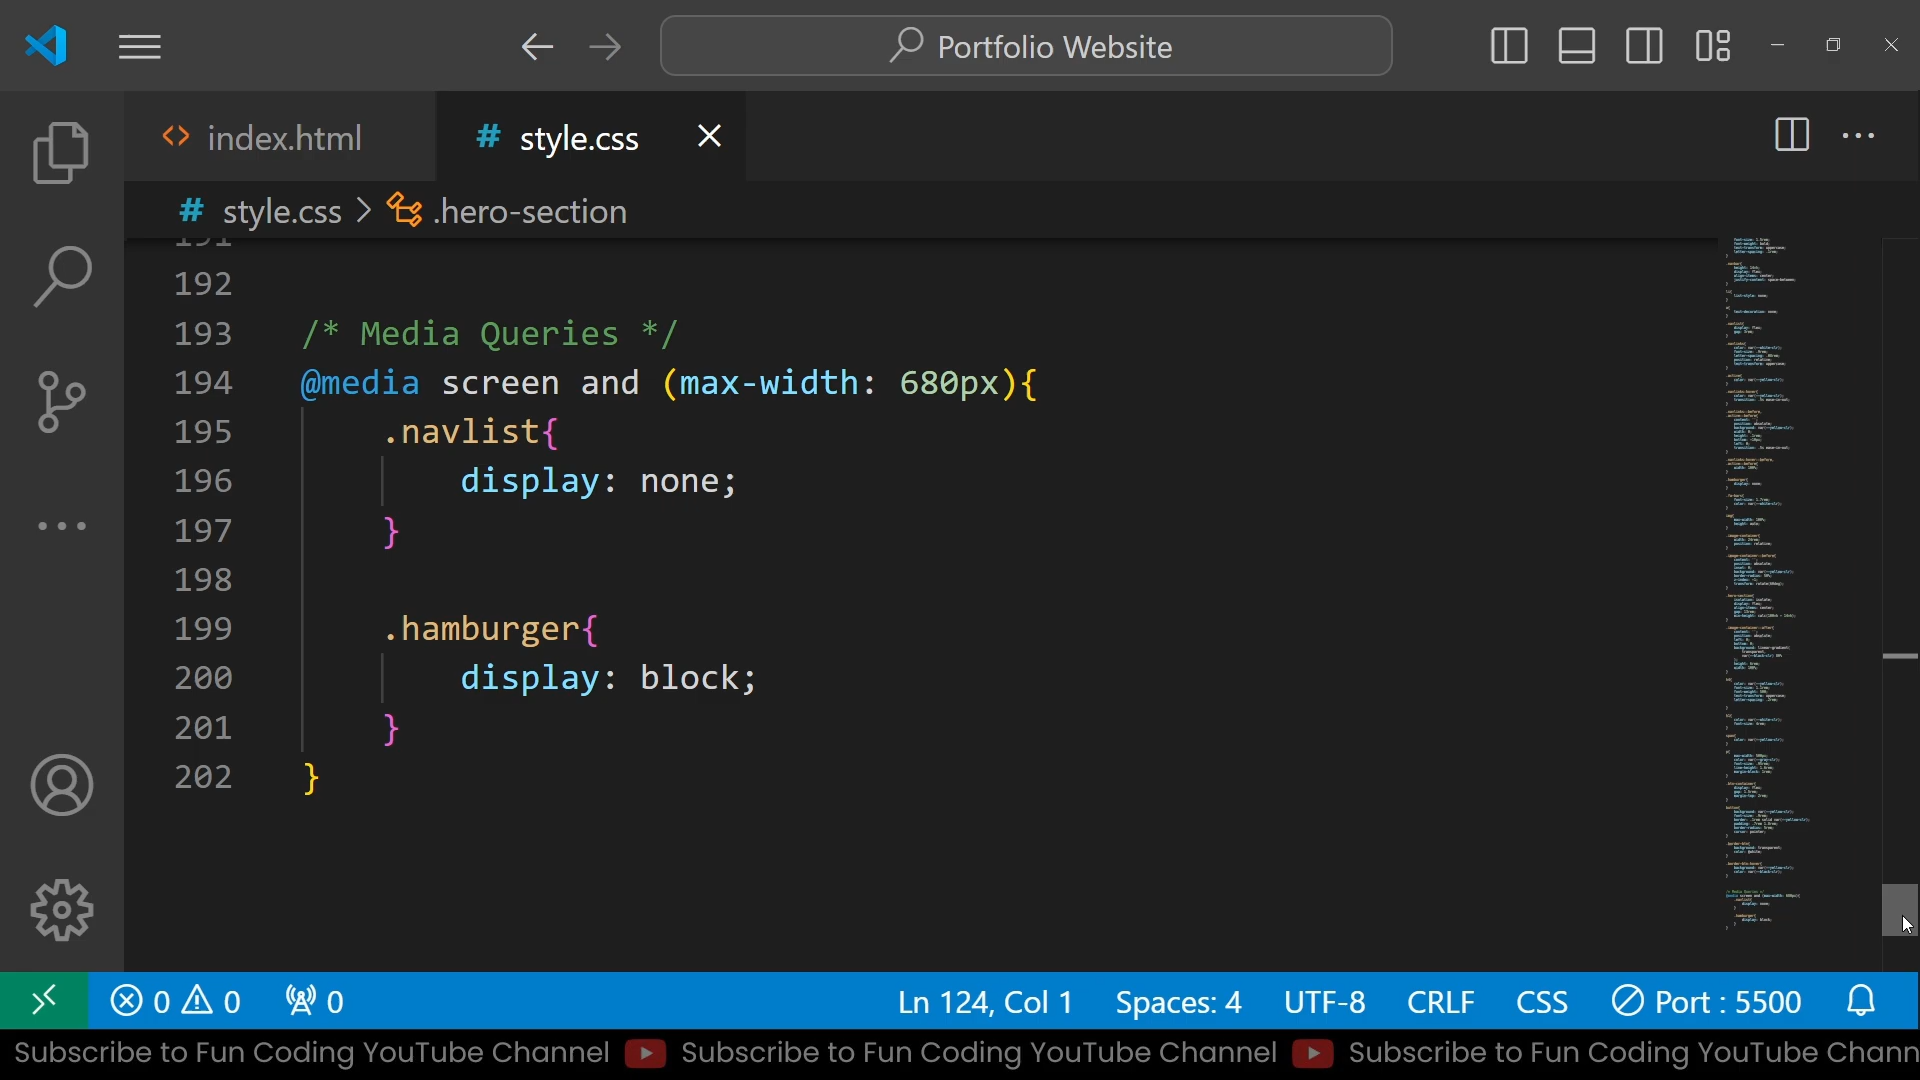 Portfolio Website
index.html
# style.css
# style.css > .hero-section
191
192
193 /* Media Queries */
194 @media screen and (max-width: 680px){
195 .navlist{
196 display: none;
197 }
198
199 .hamburger{
200 display: block;
201 }
202 }
0 0 0 Ln 124, Col 1 Spaces: 4 UTF-8 CRLF CSS Port : 5500
Subscribe to Fun Coding YouTube Channel Subscribe to Fun Coding YouTube Channel Subscribe to Fun Coding YouTube Chann